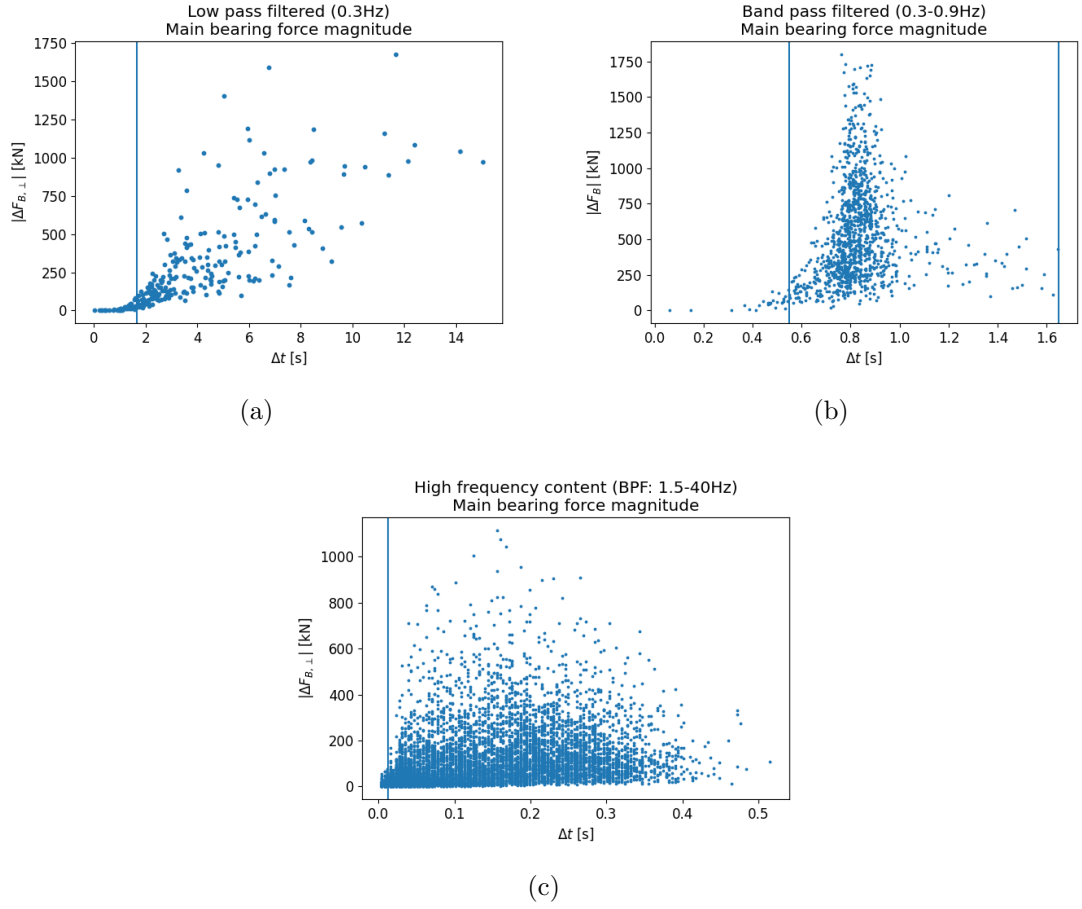 Low pass filtered (0.3Hz)
Main bearing force magnitude
1750
1500
1250
1000
750
500
250
0
|ΔF_{B,⊥}| [kN]
0 2 4 6 8 10 12 14
Δt [s]
(a)
Band pass filtered (0.3-0.9Hz)
Main bearing force magnitude
1750
1500
1250
1000
750
500
250
0
|ΔF_B| [kN]
0.0 0.2 0.4 0.6 0.8 1.0 1.2 1.4 1.6
Δt [s]
(b)
High frequency content (BPF: 1.5-40Hz)
Main bearing force magnitude
1000
800
600
400
200
0
|ΔF_{B,⊥}| [kN]
0.0 0.1 0.2 0.3 0.4 0.5
Δt [s]
(c)